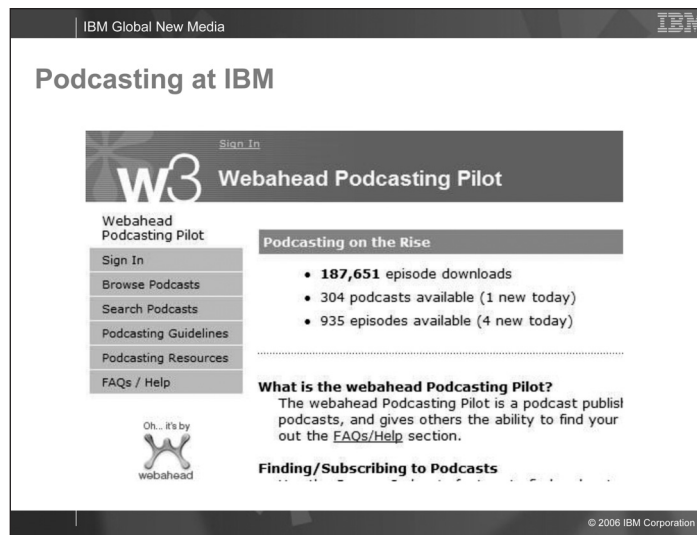 IBM Global New Media
IBM
Podcasting at IBM
Sign In
w3 Webahead Podcasting Pilot
Webahead
Podcasting Pilot
Sign In
Browse Podcasts
Search Podcasts
Podcasting Guidelines
Podcasting Resources
FAQs / Help
Oh... it's by
webahead
Podcasting on the Rise
• 187,651 episode downloads
• 304 podcasts available (1 new today)
• 935 episodes available (4 new today)
What is the webahead Podcasting Pilot?
The webahead Podcasting Pilot is a podcast publish
podcasts, and gives others the ability to find your
out the FAQs/Help section.
Finding/Subscribing to Podcasts
© 2006 IBM Corporation